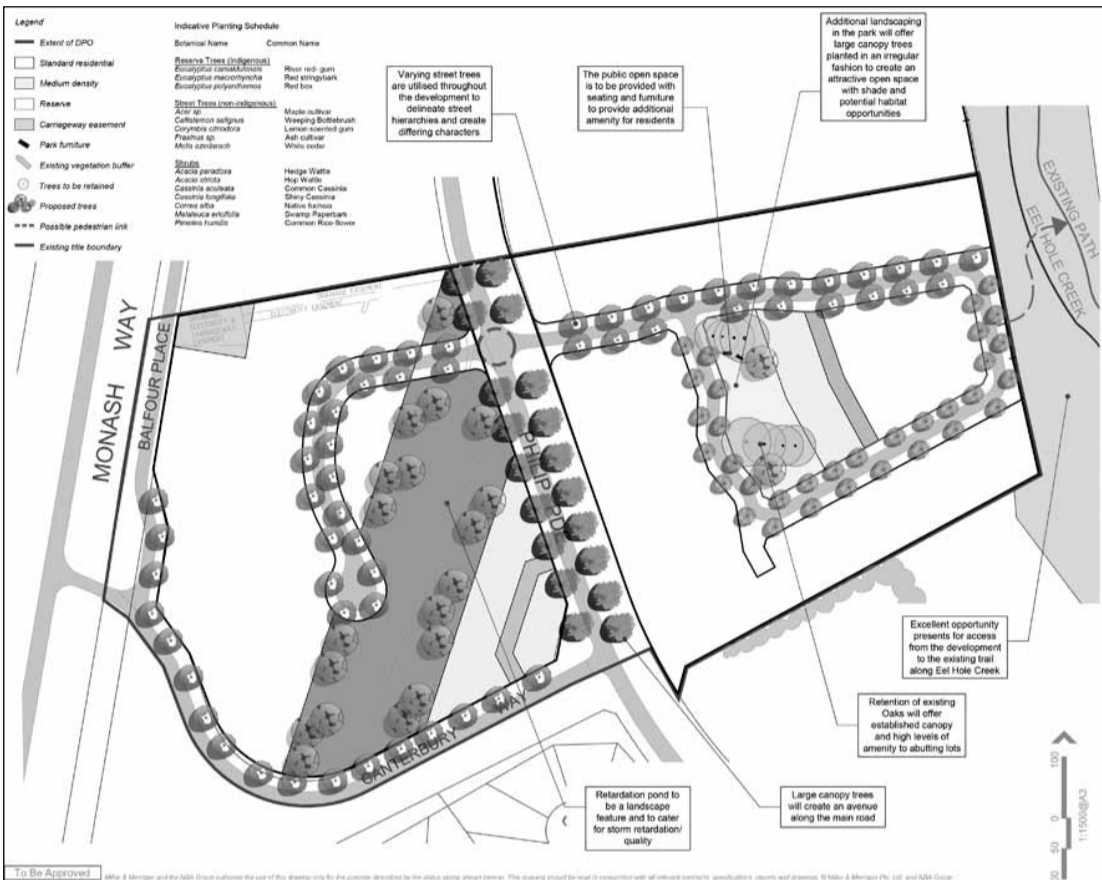 Legend
Extent of DPO
Standard residential
Medium density
Reserve
Carriageway easement
Park furniture
Existing vegetation buffer
Trees to be retained
Proposed trees
Possible pedestrian link
Existing title boundary
Indicative Planting Schedule
Botanical Name Common Name
Reserve Trees (Indigenous)
Eucalyptus camaldulensis River red- gum
Eucalyptus macrorhyncha Red stringybark
Eucalyptus polyanthemos Red box
Street Trees (non-indigenous)
Acer sp. Maple cultivar
Callistemon salignus Weeping Bottlebrush
Corymbia citriodora Lemon scented gum
Fraxinus sp. Ash cultivar
Melia azedarach White cedar
Shrubs
Acacia paradoxa Hedge Wattle
Acacia stricta Hop Wattle
Cassinia aculeata Common Cassinia
Cassinia longifolia Shiny Cassinia
Correa alba Native fuchsia
Melaleuca ericifolia Swamp Paperbark
Pimelea humilis Common Rice-flower
Varying street trees
are utilised throughout
the development to
delineate street
hierarchies and create
differing characters
The public open space
is to be provided with
seating and furniture
to provide additional
amenity for residents
Additional landscaping
in the park will offer
large canopy trees
planted in an irregular
fashion to create an
attractive open space
with shade and
potential habitat
opportunities
EXISTING PATH
EEL HOLE CREEK
MONASH WAY
BALFOUR PLACE
DRAINAGE EASEMENT
ELECTRICITY EASEMENT
ELECTRICITY &
CARRIAGEWAY
EASEMENT
PHILIP RD
CANTERBURY WAY
Excellent opportunity
presents for access
from the development
to the existing trail
along Eel Hole Creek
Retention of existing
Oaks will offer
established canopy
and high levels of
amenity to abutting lots
Large canopy trees
will create an avenue
along the main road
Retardation pond to
be a landscape
feature and to cater
for storm retardation/
quality
100
0
50
1:1500@A3
To Be Approved